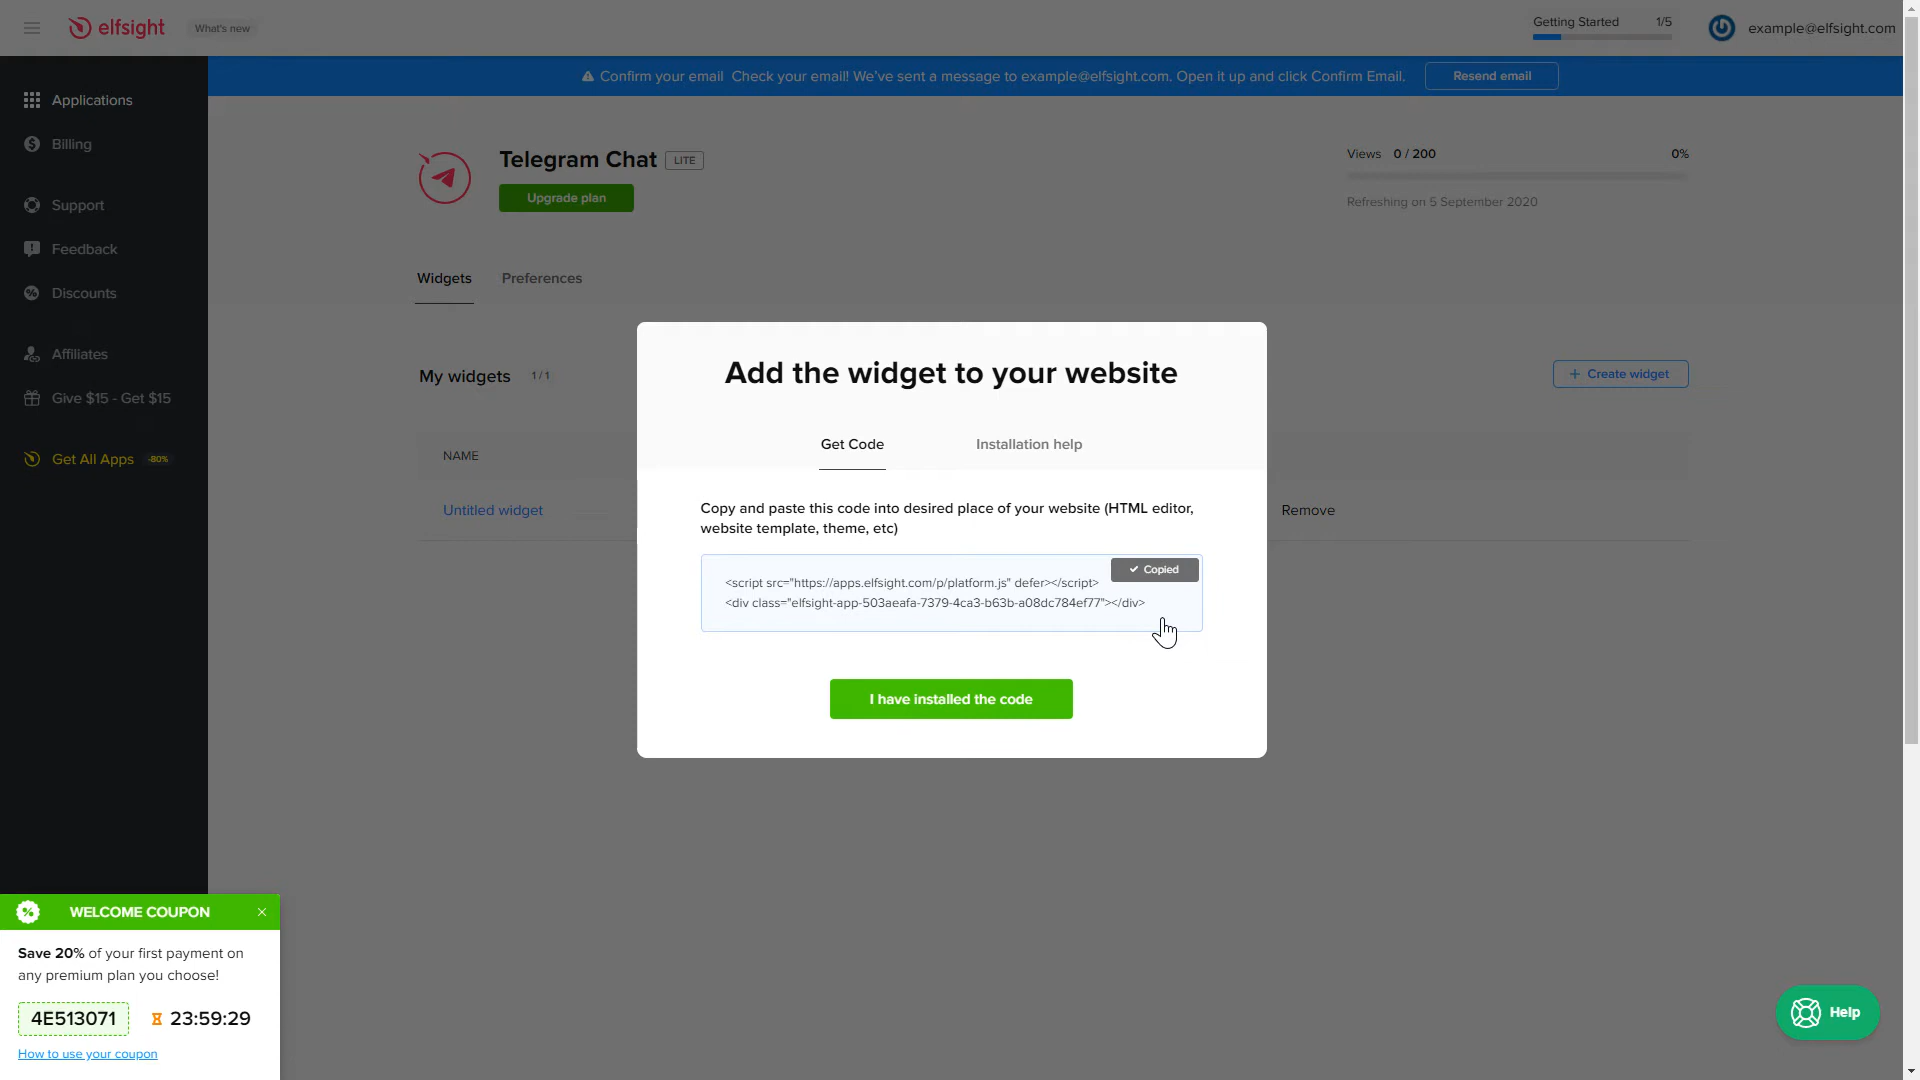 elfsight
What's new
Getting Started 1/5
example@elfsight.com
Confirm your email Check your email! We've sent a message to example@elfsight.com. Open it up and click Confirm Email.
Resend email
Applications
Billing
Support
Feedback
Discounts
Affiliates
Give $15 - Get $15
Get All Apps -80%
Telegram Chat LITE
Upgrade plan
Views 0 / 200 0%
Refreshing on 5 September 2020
Widgets Preferences
My widgets 1 / 1
+ Create widget
NAME
Untitled widget
Remove
Add the widget to your website
Get Code Installation help
Copy and paste this code into desired place of your website (HTML editor,
website template, theme, etc)
Copied
<script src="https://apps.elfsight.com/p/platform.js" defer></script>
<div class="elfsight-app-503aeafa-7379-4ca3-b63b-a08dc784ef77"></div>
I have installed the code
WELCOME COUPON
Save 20% of your first payment on
any premium plan you choose!
4E513071 23:59:29
How to use your coupon
Help